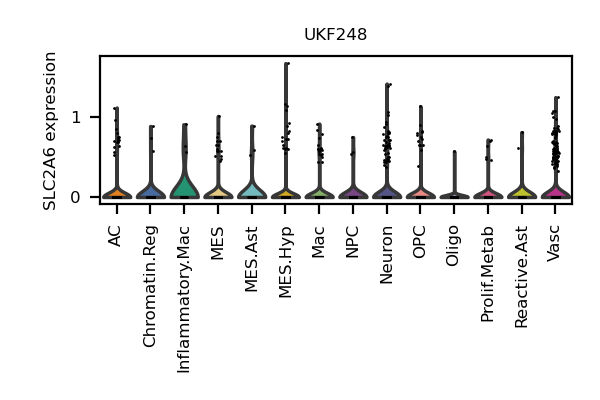 UKF248
SLC2A6 expression
1
0
AC
Chromatin.Reg
Inflammatory.Mac
MES
MES.Ast
MES.Hyp
Mac
NPC
Neuron
OPC
Oligo
Prolif.Metab
Reactive.Ast
Vasc